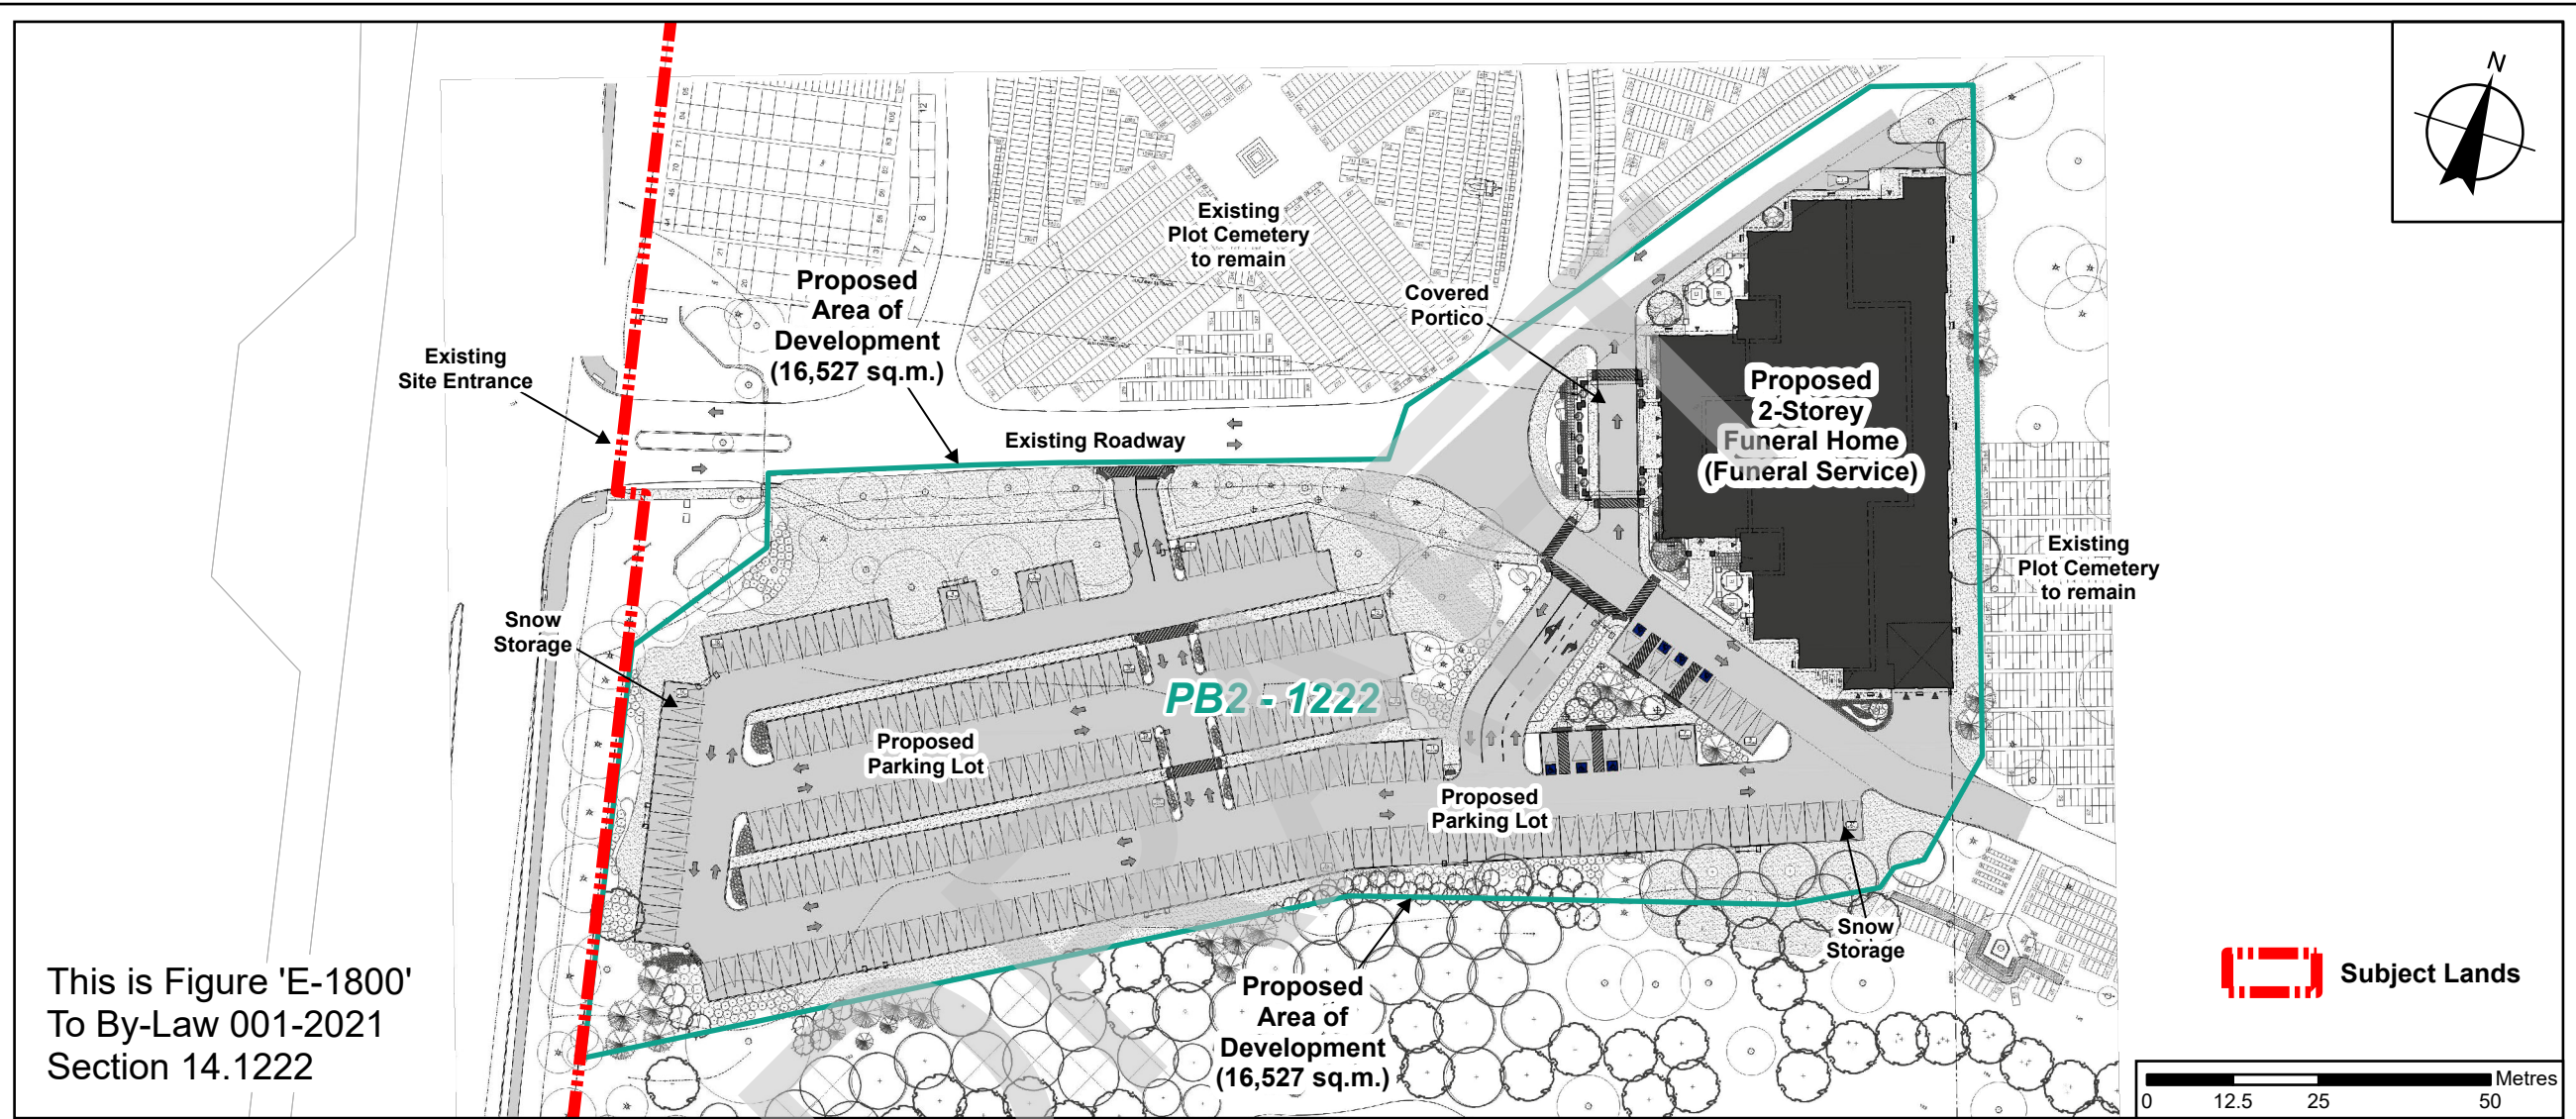 N
Existing
Plot Cemetery
to remain
Proposed
Area of
Development
(16,527 sq.m.)
Covered
Portico
Existing
Site Entrance
Existing Roadway
Proposed
2-Storey
Funeral Home
(Funeral Service)
Existing
Plot Cemetery
to remain
Snow
Storage
PB2 - 1222
Proposed
Parking Lot
Proposed
Parking Lot
Snow
Storage
Proposed
Area of
Development
(16,527 sq.m.)
This is Figure 'E-1800'
To By-Law 001-2021
Section 14.1222
Subject Lands
Metres
0 12.5 25 50